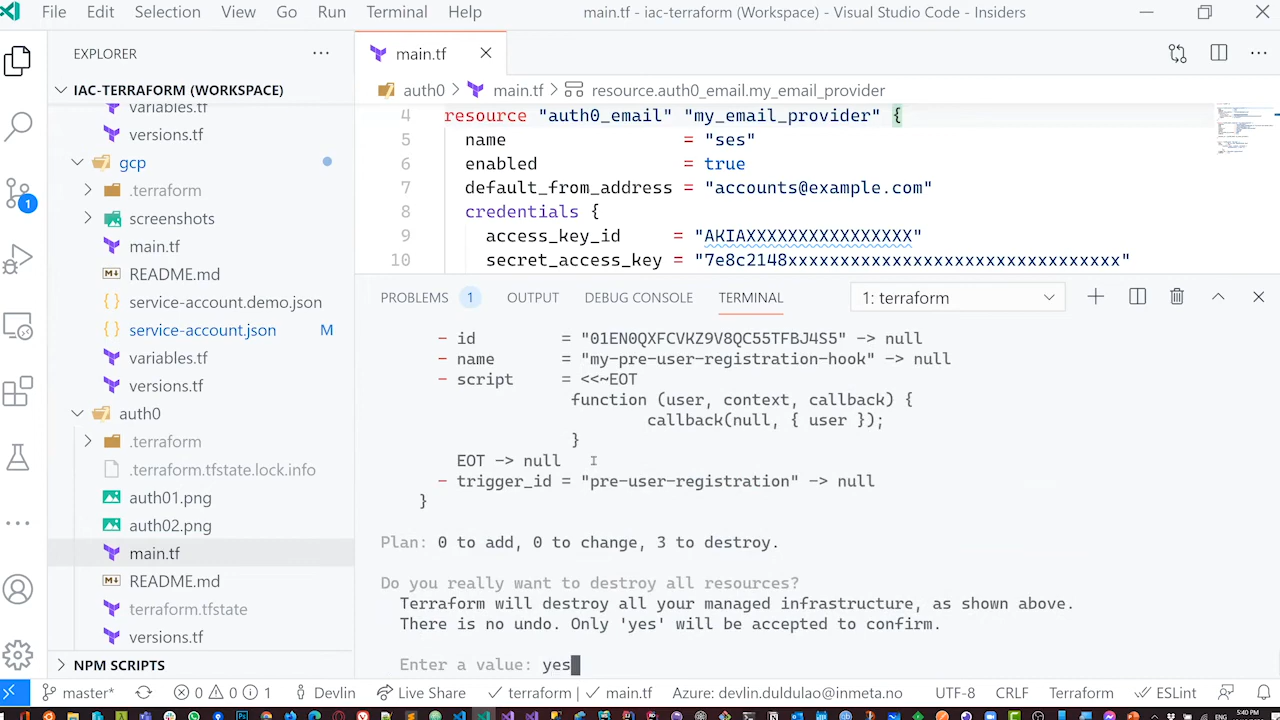 File Edit Selection View Go Run Terminal Help main.tf - iac-terraform (Workspace) - Visual Studio Code - Insiders
EXPLORER ...
IAC-TERRAFORM (WORKSPACE)
variables.tf
versions.tf
gcp
.terraform
screenshots
main.tf
README.md
service-account.demo.json
service-account.json M
variables.tf
versions.tf
auth0
.terraform
.terraform.tfstate.lock.info
auth01.png
auth02.png
main.tf
README.md
terraform.tfstate
versions.tf
NPM SCRIPTS
1
main.tf
auth0 > main.tf > resource.auth0_email.my_email_provider
4 resource "auth0_email" "my_email_provider" {
5 name = "ses"
6 enabled = true
7 default_from_address = "accounts@example.com"
8 credentials {
9 access_key_id = "AKIAXXXXXXXXXXXXXXXX"
10 secret_access_key = "7e8c2148xxxxxxxxxxxxxxxxxxxxxxxxxxxxxxxx"
PROBLEMS 1 OUTPUT DEBUG CONSOLE TERMINAL 1: terraform
- id = "01EN0QXFCVKZ9V8QC55TFBJ4S5" -> null
- name = "my-pre-user-registration-hook" -> null
- script = <<~EOT
function (user, context, callback) {
callback(null, { user });
}
EOT -> null
- trigger_id = "pre-user-registration" -> null
}
Plan: 0 to add, 0 to change, 3 to destroy.
Do you really want to destroy all resources?
Terraform will destroy all your managed infrastructure, as shown above.
There is no undo. Only 'yes' will be accepted to confirm.
Enter a value: yes
master* 0 0 1 Devlin Live Share terraform | main.tf Azure: devlin.duldulao@inmeta.no UTF-8 CRLF Terraform ESLint
5:40 PM
ENG